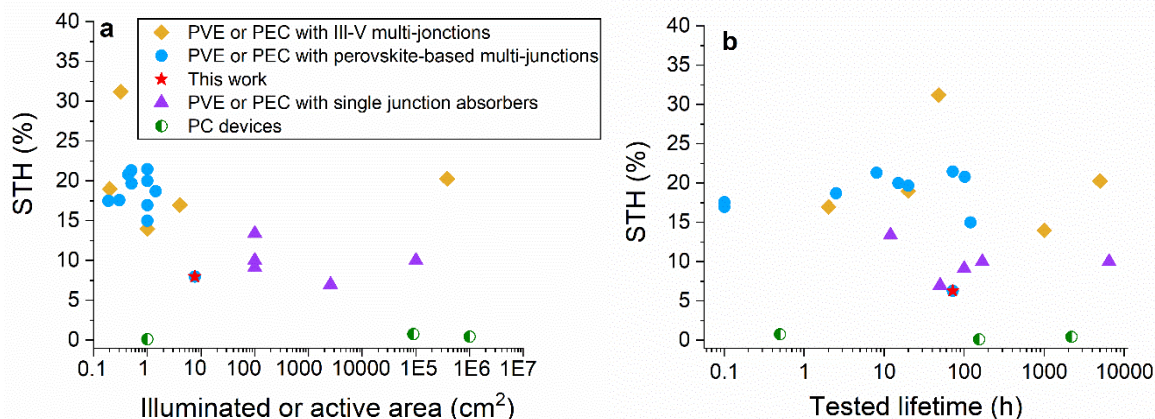 a
PVE or PEC with III-V multi-jonctions
PVE or PEC with perovskite-based multi-junctions
This work
PVE or PEC with single junction absorbers
PC devices
STH (%)
40
35
30
25
20
15
10
5
0
0.1 1 10 100 1000 10000 1E5 1E6 1E7
Illuminated or active area (cm²)
b
STH (%)
40
35
30
25
20
15
10
5
0
0.1 1 10 100 1000 10000
Tested lifetime (h)